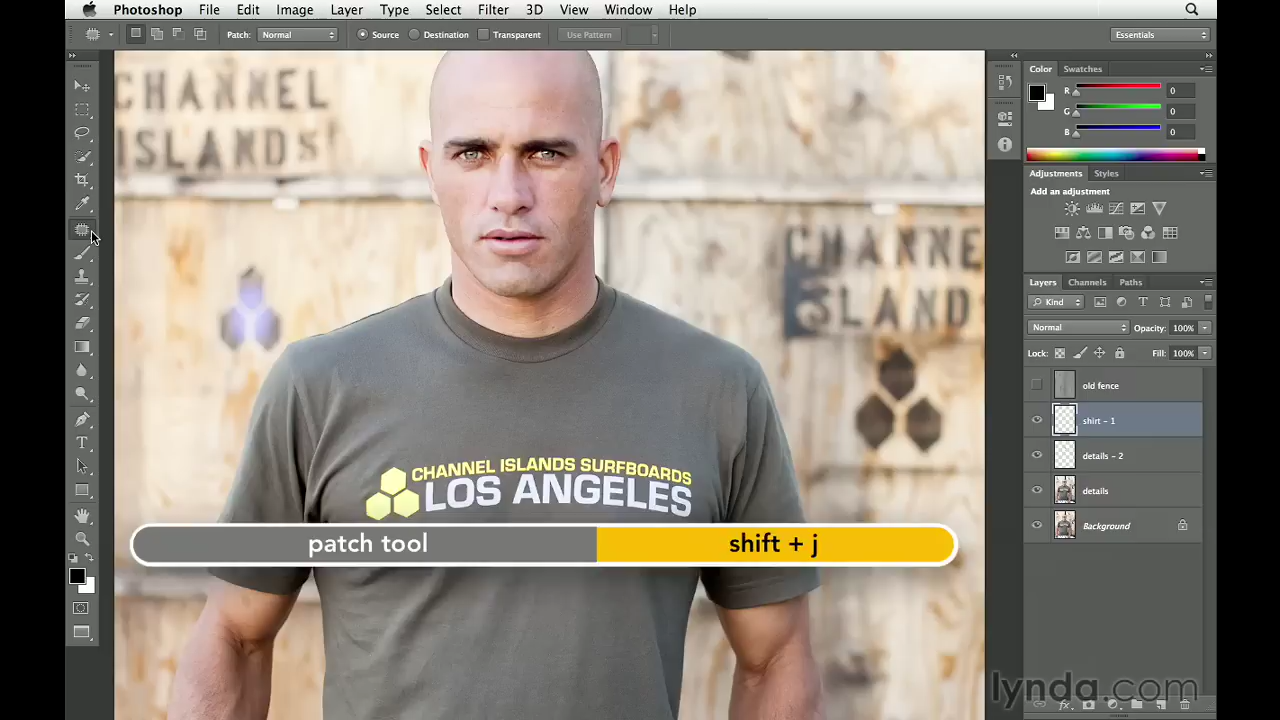 Photoshop File Edit Image Layer Type Select Filter 3D View Window Help
Patch: Normal Source Destination Transparent Use Pattern Essentials
Color Swatches
R 0
G 0
B 0
Adjustments Styles
Add an adjustment
Layers Channels Paths
Kind
Normal Opacity: 100%
Lock: Fill: 100%
old fence
shirt - 1
details - 2
details
Background
CHANNEL
ISLANDS
CHANNEL
ISLAND
CHANNEL ISLANDS SURFBOARDS
LOS ANGELES
patch tool shift + j
lynda.com